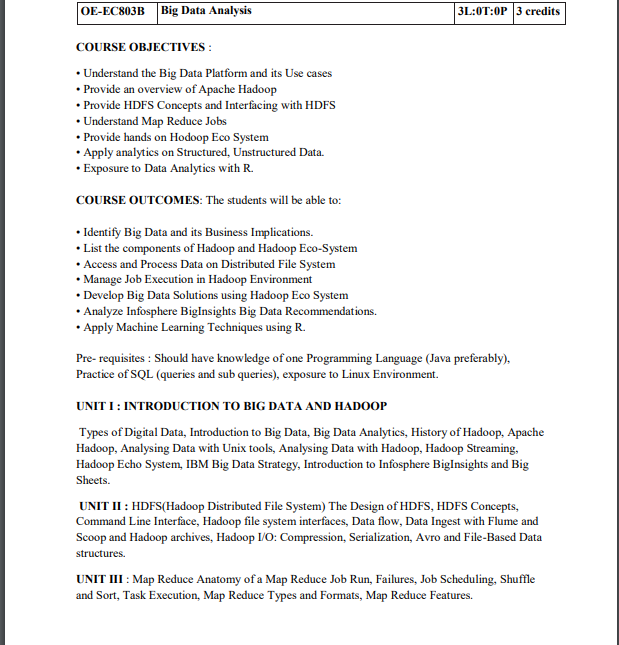 OE-EC803B Big Data Analysis 3L:0T:0P 3 credits
COURSE OBJECTIVES :
• Understand the Big Data Platform and its Use cases
• Provide an overview of Apache Hadoop
• Provide HDFS Concepts and Interfacing with HDFS
• Understand Map Reduce Jobs
• Provide hands on Hodoop Eco System
• Apply analytics on Structured, Unstructured Data.
• Exposure to Data Analytics with R.
COURSE OUTCOMES: The students will be able to:
• Identify Big Data and its Business Implications.
• List the components of Hadoop and Hadoop Eco-System
• Access and Process Data on Distributed File System
• Manage Job Execution in Hadoop Environment
• Develop Big Data Solutions using Hadoop Eco System
• Analyze Infosphere BigInsights Big Data Recommendations.
• Apply Machine Learning Techniques using R.
Pre- requisites : Should have knowledge of one Programming Language (Java preferably),
Practice of SQL (queries and sub queries), exposure to Linux Environment.
UNIT I : INTRODUCTION TO BIG DATA AND HADOOP
Types of Digital Data, Introduction to Big Data, Big Data Analytics, History of Hadoop, Apache
Hadoop, Analysing Data with Unix tools, Analysing Data with Hadoop, Hadoop Streaming,
Hadoop Echo System, IBM Big Data Strategy, Introduction to Infosphere BigInsights and Big
Sheets.
UNIT II : HDFS(Hadoop Distributed File System) The Design of HDFS, HDFS Concepts,
Command Line Interface, Hadoop file system interfaces, Data flow, Data Ingest with Flume and
Scoop and Hadoop archives, Hadoop I/O: Compression, Serialization, Avro and File-Based Data
structures.
UNIT III : Map Reduce Anatomy of a Map Reduce Job Run, Failures, Job Scheduling, Shuffle
and Sort, Task Execution, Map Reduce Types and Formats, Map Reduce Features.